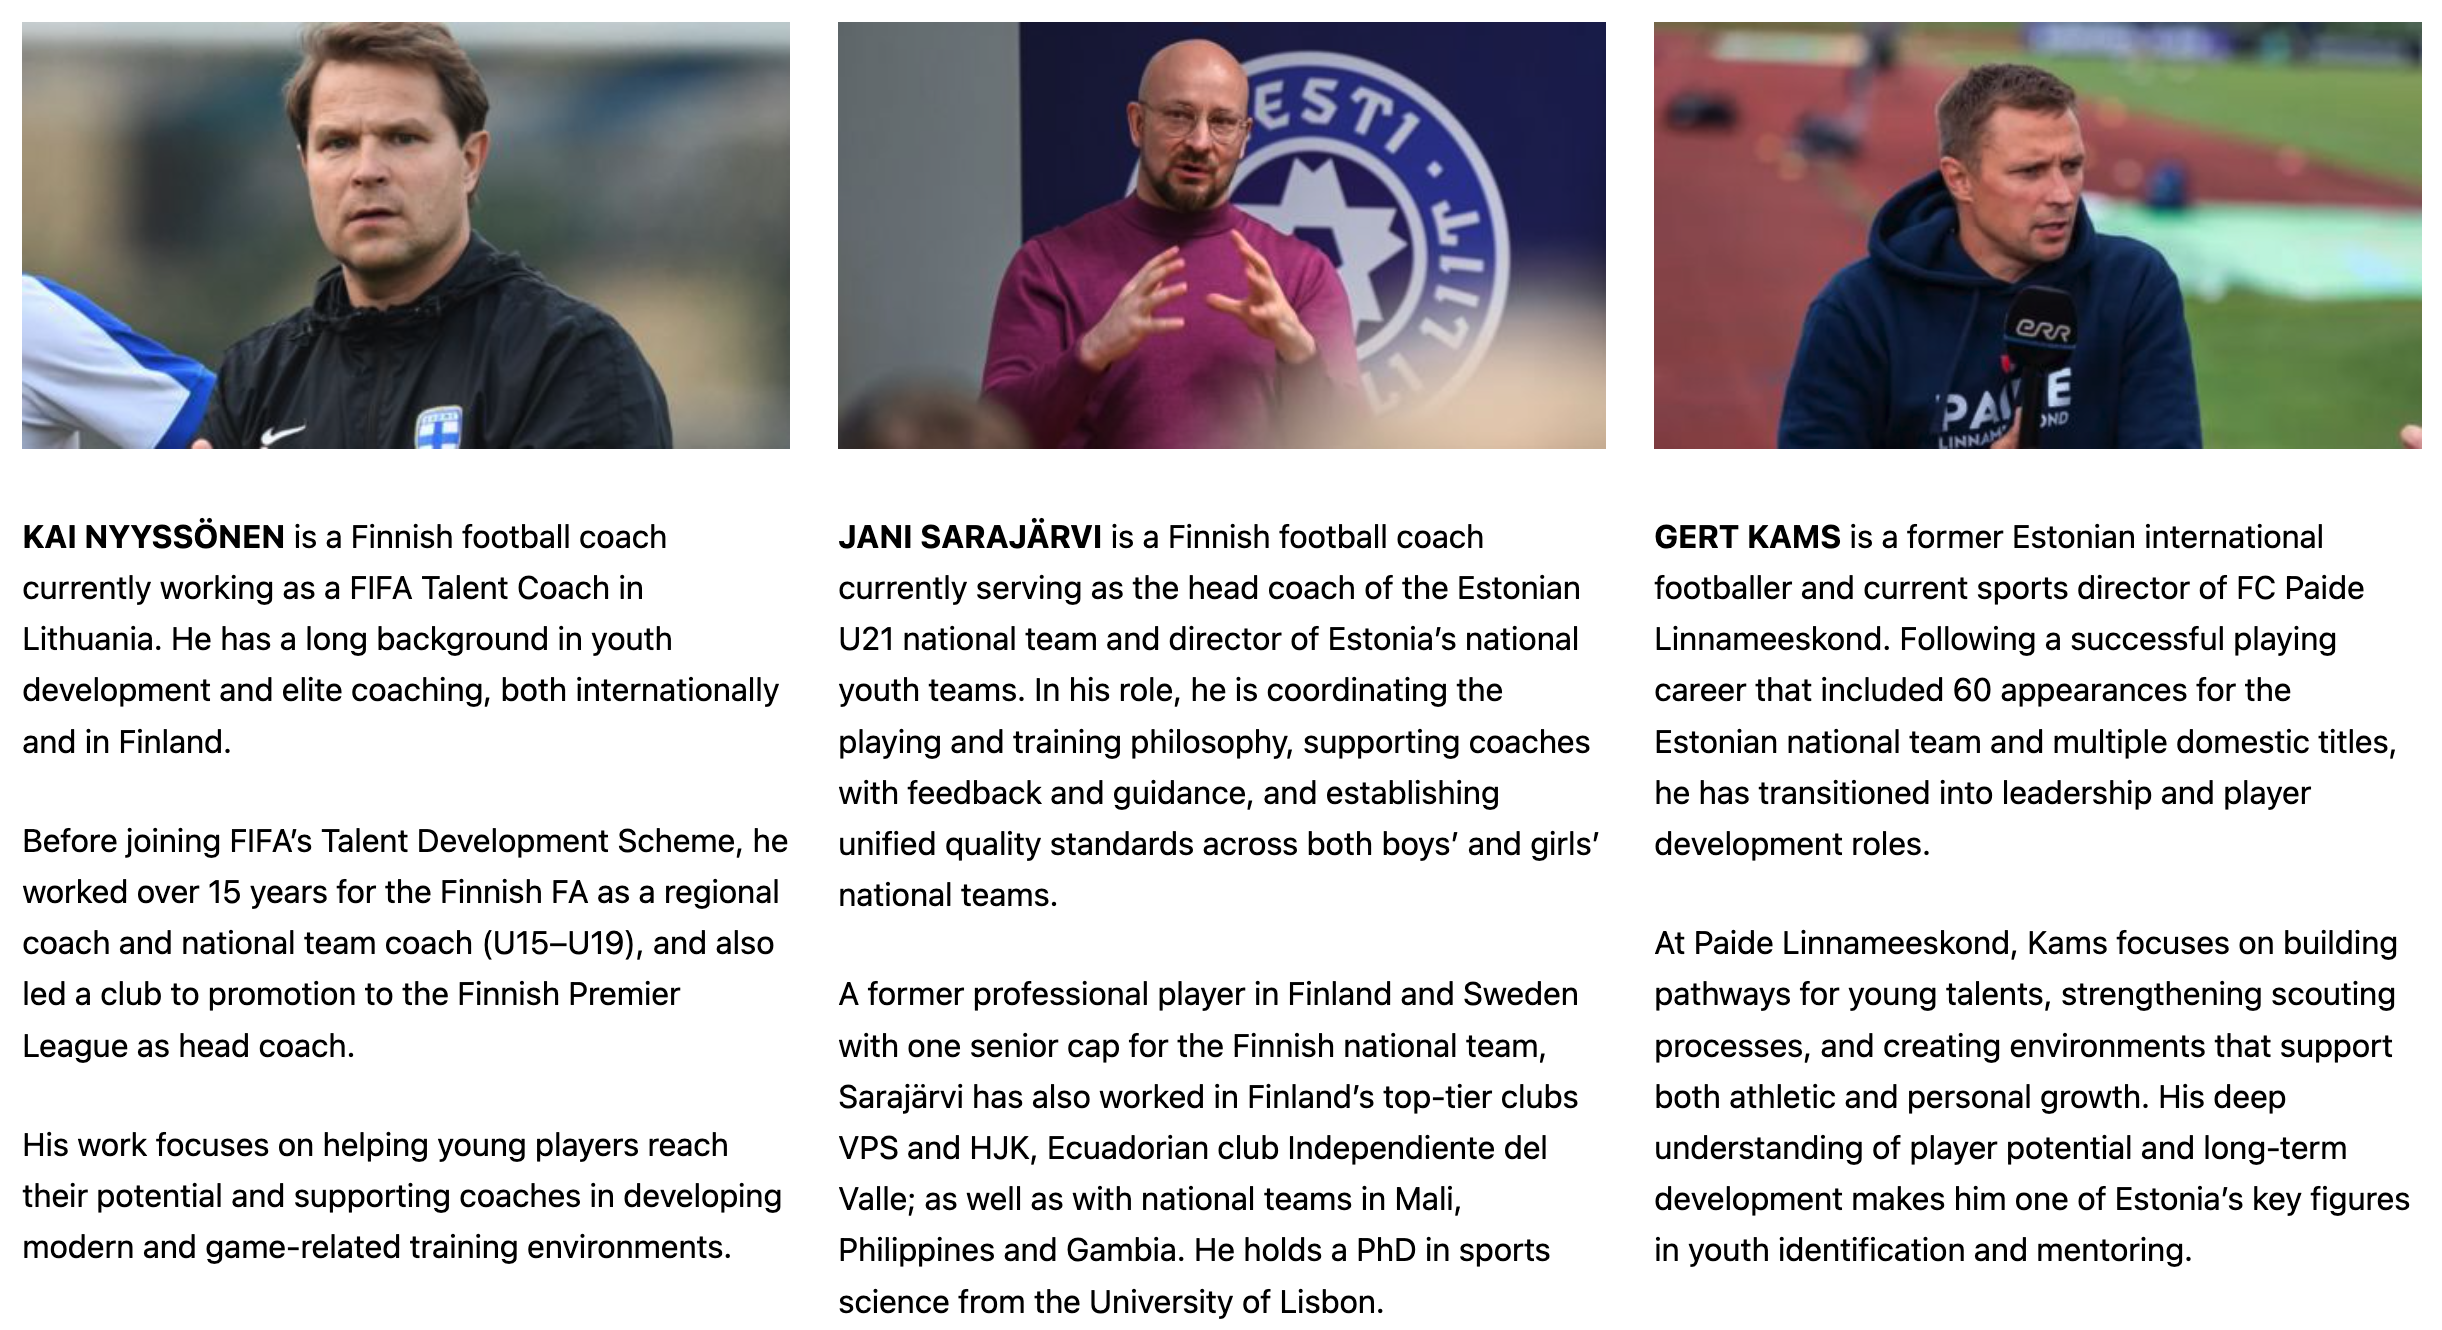 EESTI
ERR
PAIDE
LINNAM OND
KAI NYYSSÖNEN is a Finnish football coach
currently working as a FIFA Talent Coach in
Lithuania. He has a long background in youth
development and elite coaching, both internationally
and in Finland.
Before joining FIFA’s Talent Development Scheme, he
worked over 15 years for the Finnish FA as a regional
coach and national team coach (U15–U19), and also
led a club to promotion to the Finnish Premier
League as head coach.
His work focuses on helping young players reach
their potential and supporting coaches in developing
modern and game-related training environments.
JANI SARAJÄRVI is a Finnish football coach
currently serving as the head coach of the Estonian
U21 national team and director of Estonia’s national
youth teams. In his role, he is coordinating the
playing and training philosophy, supporting coaches
with feedback and guidance, and establishing
unified quality standards across both boys’ and girls’
national teams.
A former professional player in Finland and Sweden
with one senior cap for the Finnish national team,
Sarajärvi has also worked in Finland’s top-tier clubs
VPS and HJK, Ecuadorian club Independiente del
Valle; as well as with national teams in Mali,
Philippines and Gambia. He holds a PhD in sports
science from the University of Lisbon.
GERT KAMS is a former Estonian international
footballer and current sports director of FC Paide
Linnameeskond. Following a successful playing
career that included 60 appearances for the
Estonian national team and multiple domestic titles,
he has transitioned into leadership and player
development roles.
At Paide Linnameeskond, Kams focuses on building
pathways for young talents, strengthening scouting
processes, and creating environments that support
both athletic and personal growth. His deep
understanding of player potential and long-term
development makes him one of Estonia’s key figures
in youth identification and mentoring.